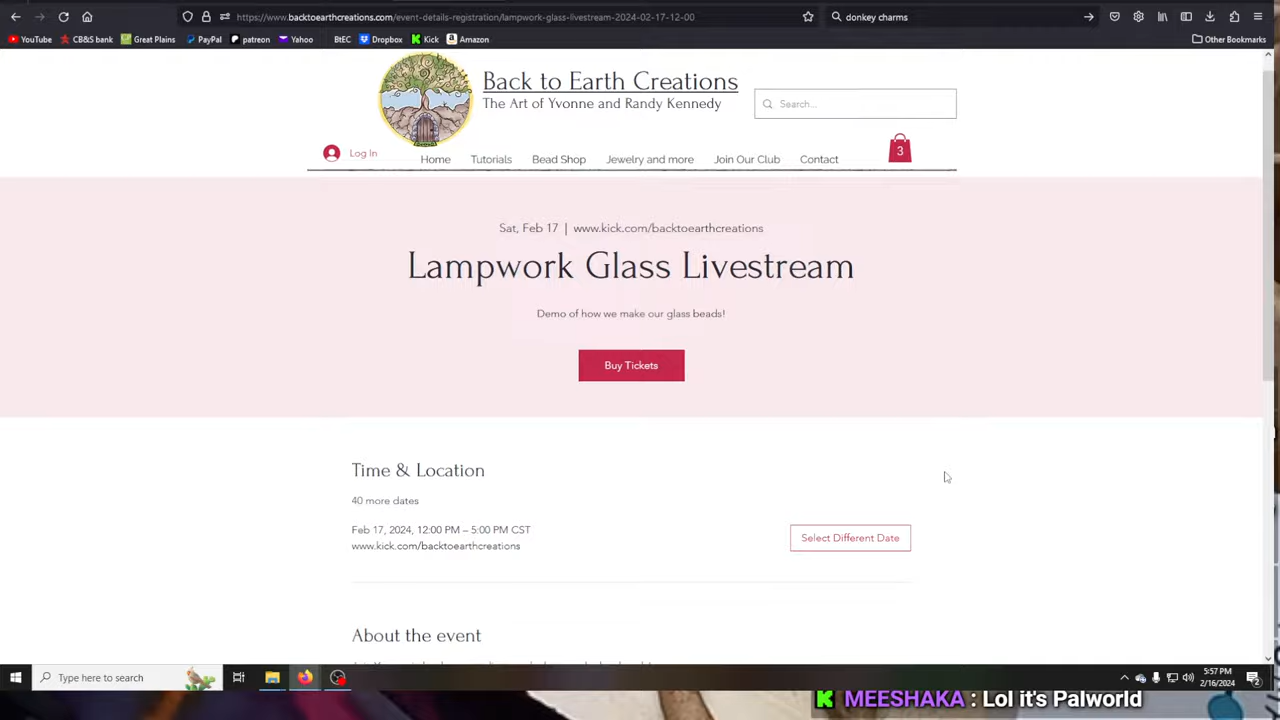 https://www.backtoearthcreations.com/event-details-registration/lampwork-glass-livestream-2024-02-17-12-00
donkey charms
YouTube CB&S bank Great Plains PayPal patreon Yahoo BtEC Dropbox Kick Amazon Other Bookmarks
Back to Earth Creations
The Art of Yvonne and Randy Kennedy
Search...
Log In
Home Tutorials Bead Shop Jewelry and more Join Our Club Contact
3
Sat, Feb 17 | www.kick.com/backtoearthcreations
Lampwork Glass Livestream
Demo of how we make our glass beads!
Buy Tickets
Time & Location
40 more dates
Feb 17, 2024, 12:00 PM – 5:00 PM CST
www.kick.com/backtoearthcreations
Select Different Date
About the event
Type here to search
5:57 PM
2/16/2024
2
MEESHAKA : Lol it's Palworld